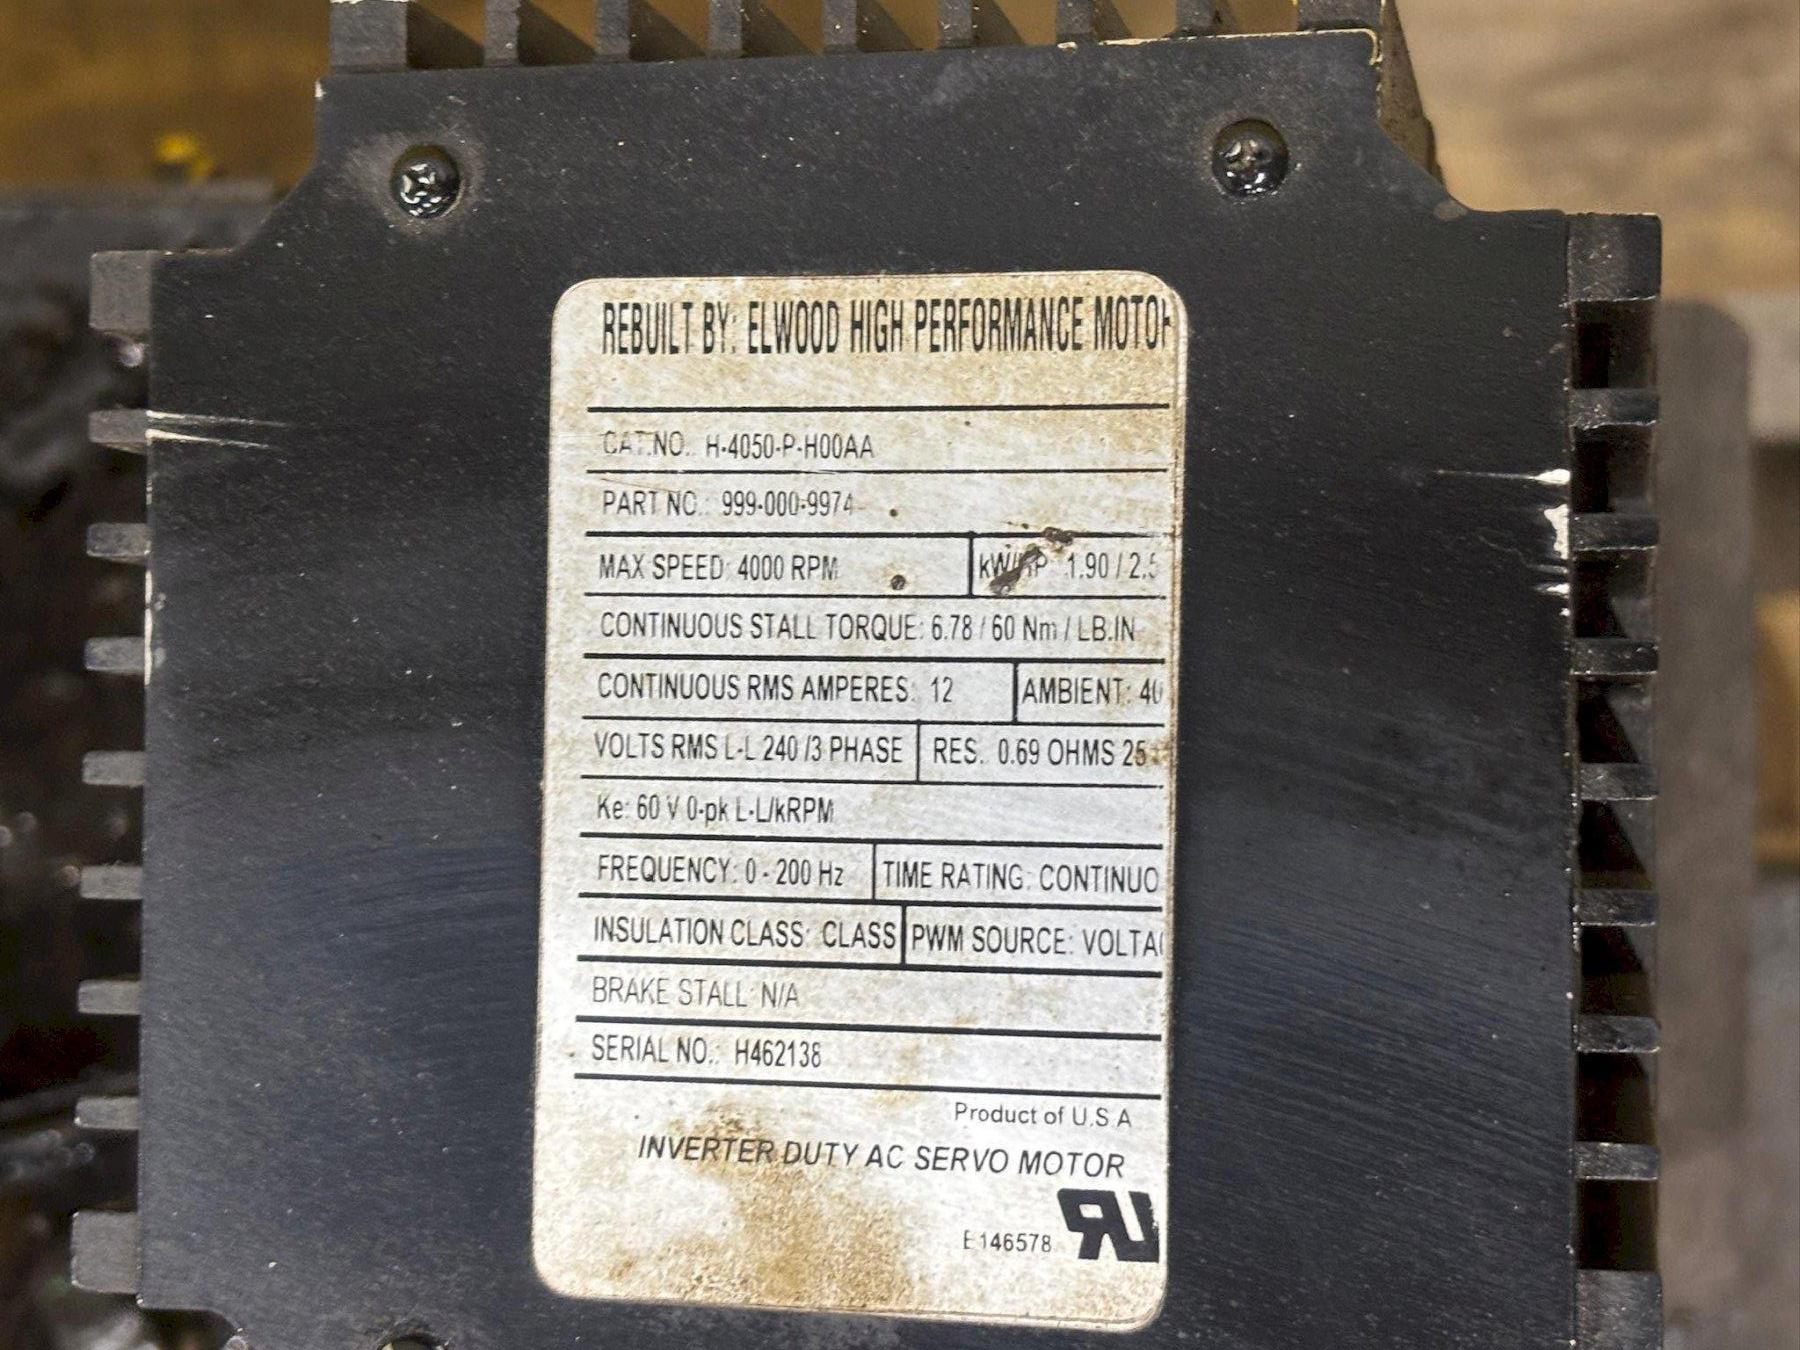 REBUILT BY: ELWOOD HIGH PERFORMANCE MOTOR
CAT.NO.: H-4050-P-H00AA
PART NO.: 999-000-9974
MAX SPEED: 4000 RPM kW/HP: 1.90 / 2.5
CONTINUOUS STALL TORQUE: 6.78 / 60 Nm / LB.IN
CONTINUOUS RMS AMPERES: 12 AMBIENT: 40
VOLTS RMS L-L 240 /3 PHASE RES. 0.69 OHMS 25
Ke: 60 V 0-pk L-L/kRPM
FREQUENCY: 0 - 200 Hz TIME RATING: CONTINUO
INSULATION CLASS: CLASS PWM SOURCE: VOLTA
BRAKE STALL: N/A
SERIAL NO.: H462138
Product of U.S.A
INVERTER DUTY AC SERVO MOTOR
E146578